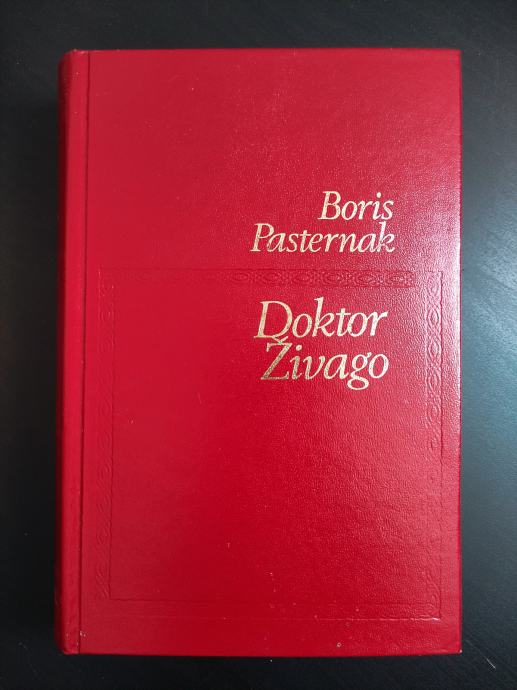 Boris
Pasternak
Doktor
Živago